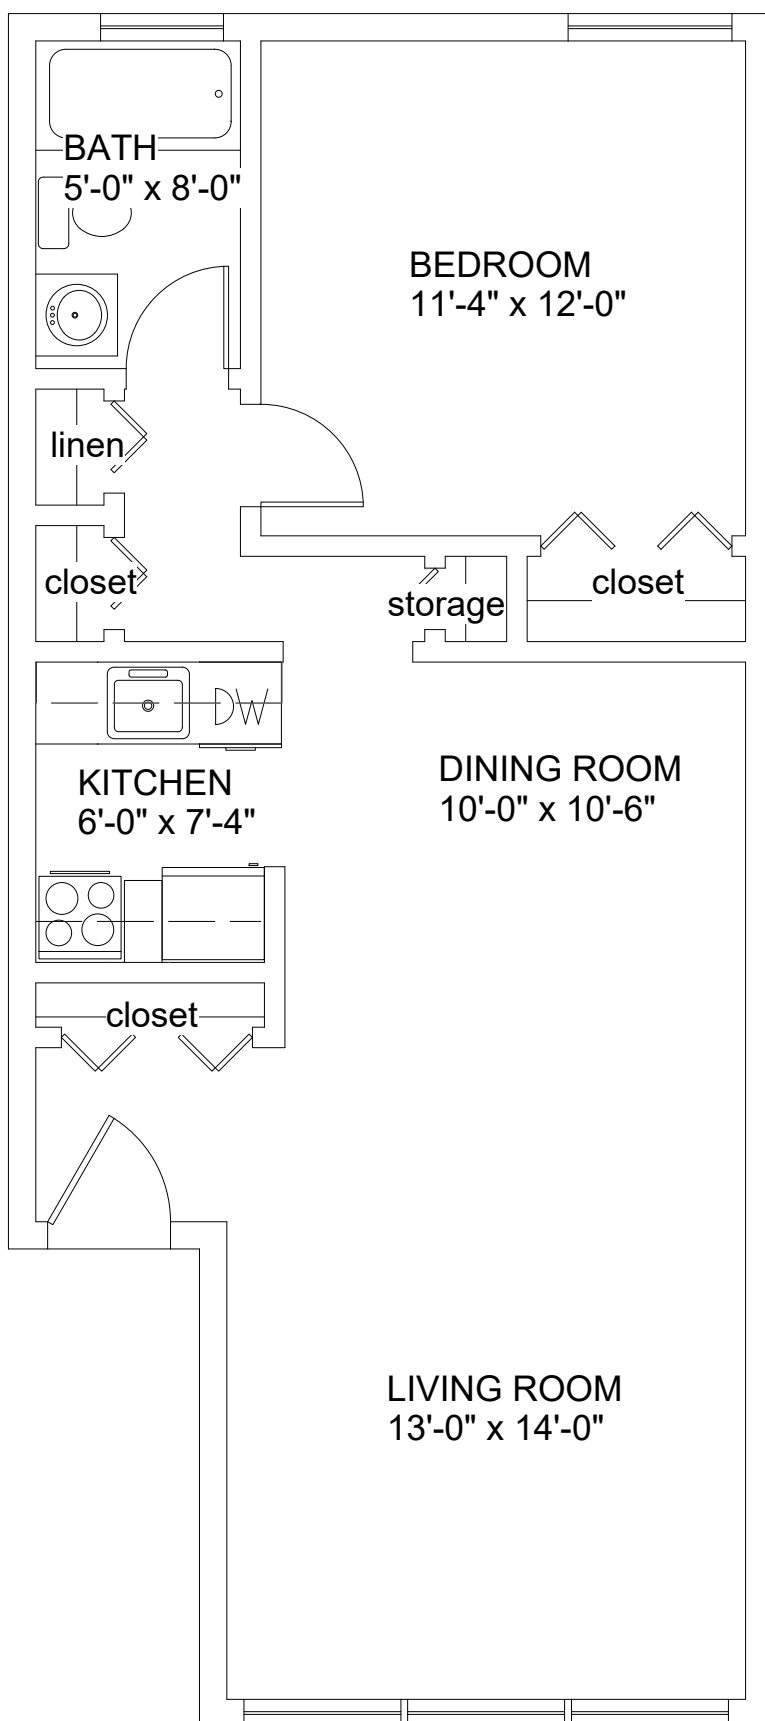 BATH
5'-0" x 8'-0"
BEDROOM
11'-4" x 12'-0"
linen
closet
storage
closet
DW
KITCHEN
6'-0" x 7'-4"
DINING ROOM
10'-0" x 10'-6"
closet
LIVING ROOM
13'-0" x 14'-0"